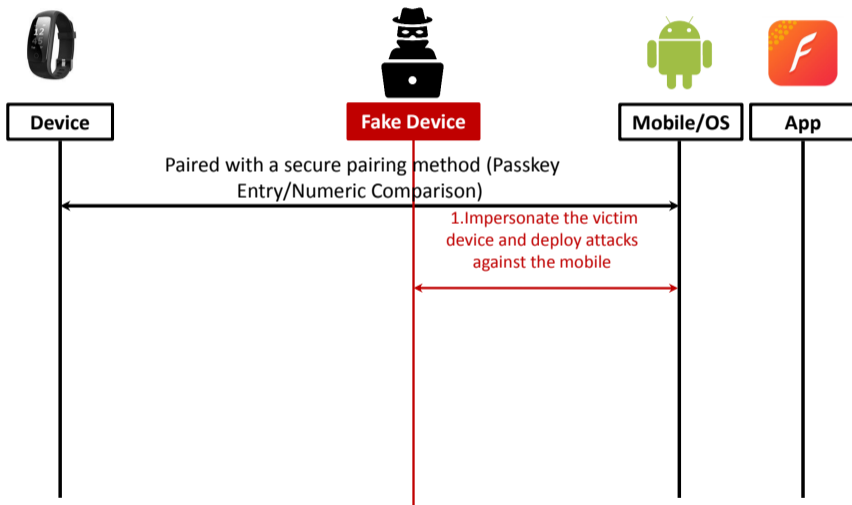 Device
Fake Device
Mobile/OS
App
Paired with a secure pairing method (Passkey
Entry/Numeric Comparison)
1.Impersonate the victim
device and deploy attacks
against the mobile
F